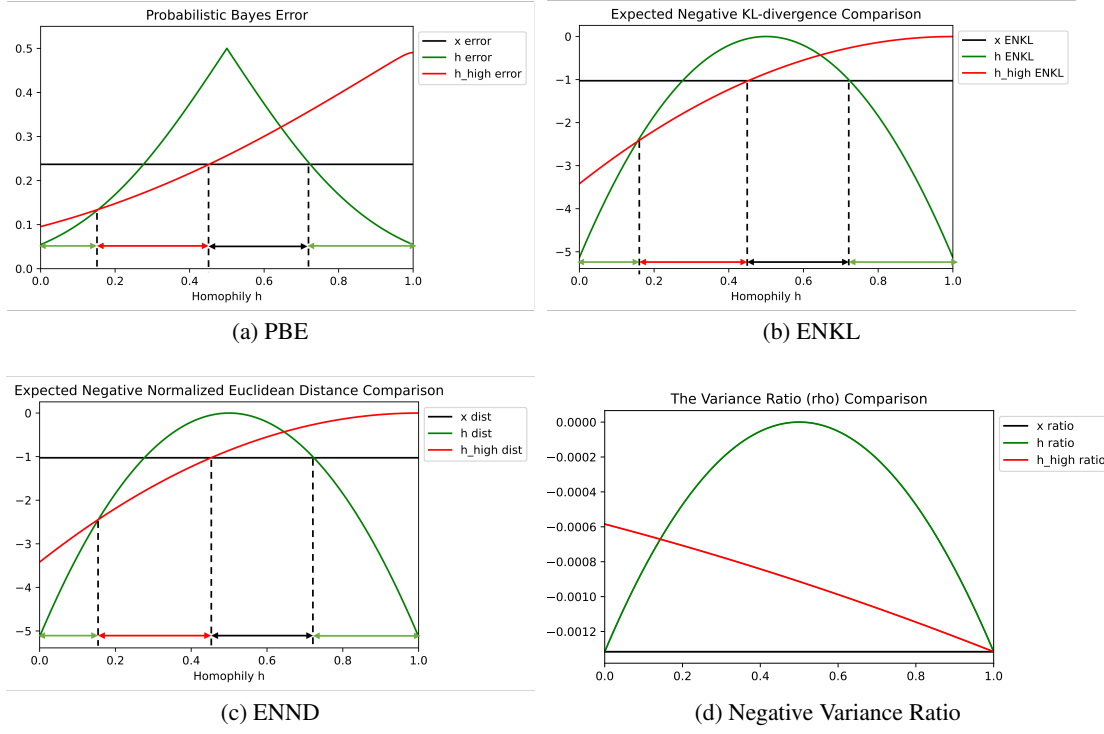 Probabilistic Bayes Error
0.5
0.4
0.3
0.2
0.1
0.0
0.0 0.2 0.4 0.6 0.8 1.0
Homophily h
x error
h error
h_high error
(a) PBE
Expected Negative KL-divergence Comparison
0
−1
−2
−3
−4
−5
0.0 0.2 0.4 0.6 0.8 1.0
Homophily h
x ENKL
h ENKL
h_high ENKL
(b) ENKL
Expected Negative Normalized Euclidean Distance Comparison
0
−1
−2
−3
−4
−5
0.0 0.2 0.4 0.6 0.8 1.0
Homophily h
x dist
h dist
h_high dist
(c) ENND
The Variance Ratio (rho) Comparison
0.0000
−0.0002
−0.0004
−0.0006
−0.0008
−0.0010
−0.0012
0.0 0.2 0.4 0.6 0.8 1.0
x ratio
h ratio
h_high ratio
(d) Negative Variance Ratio